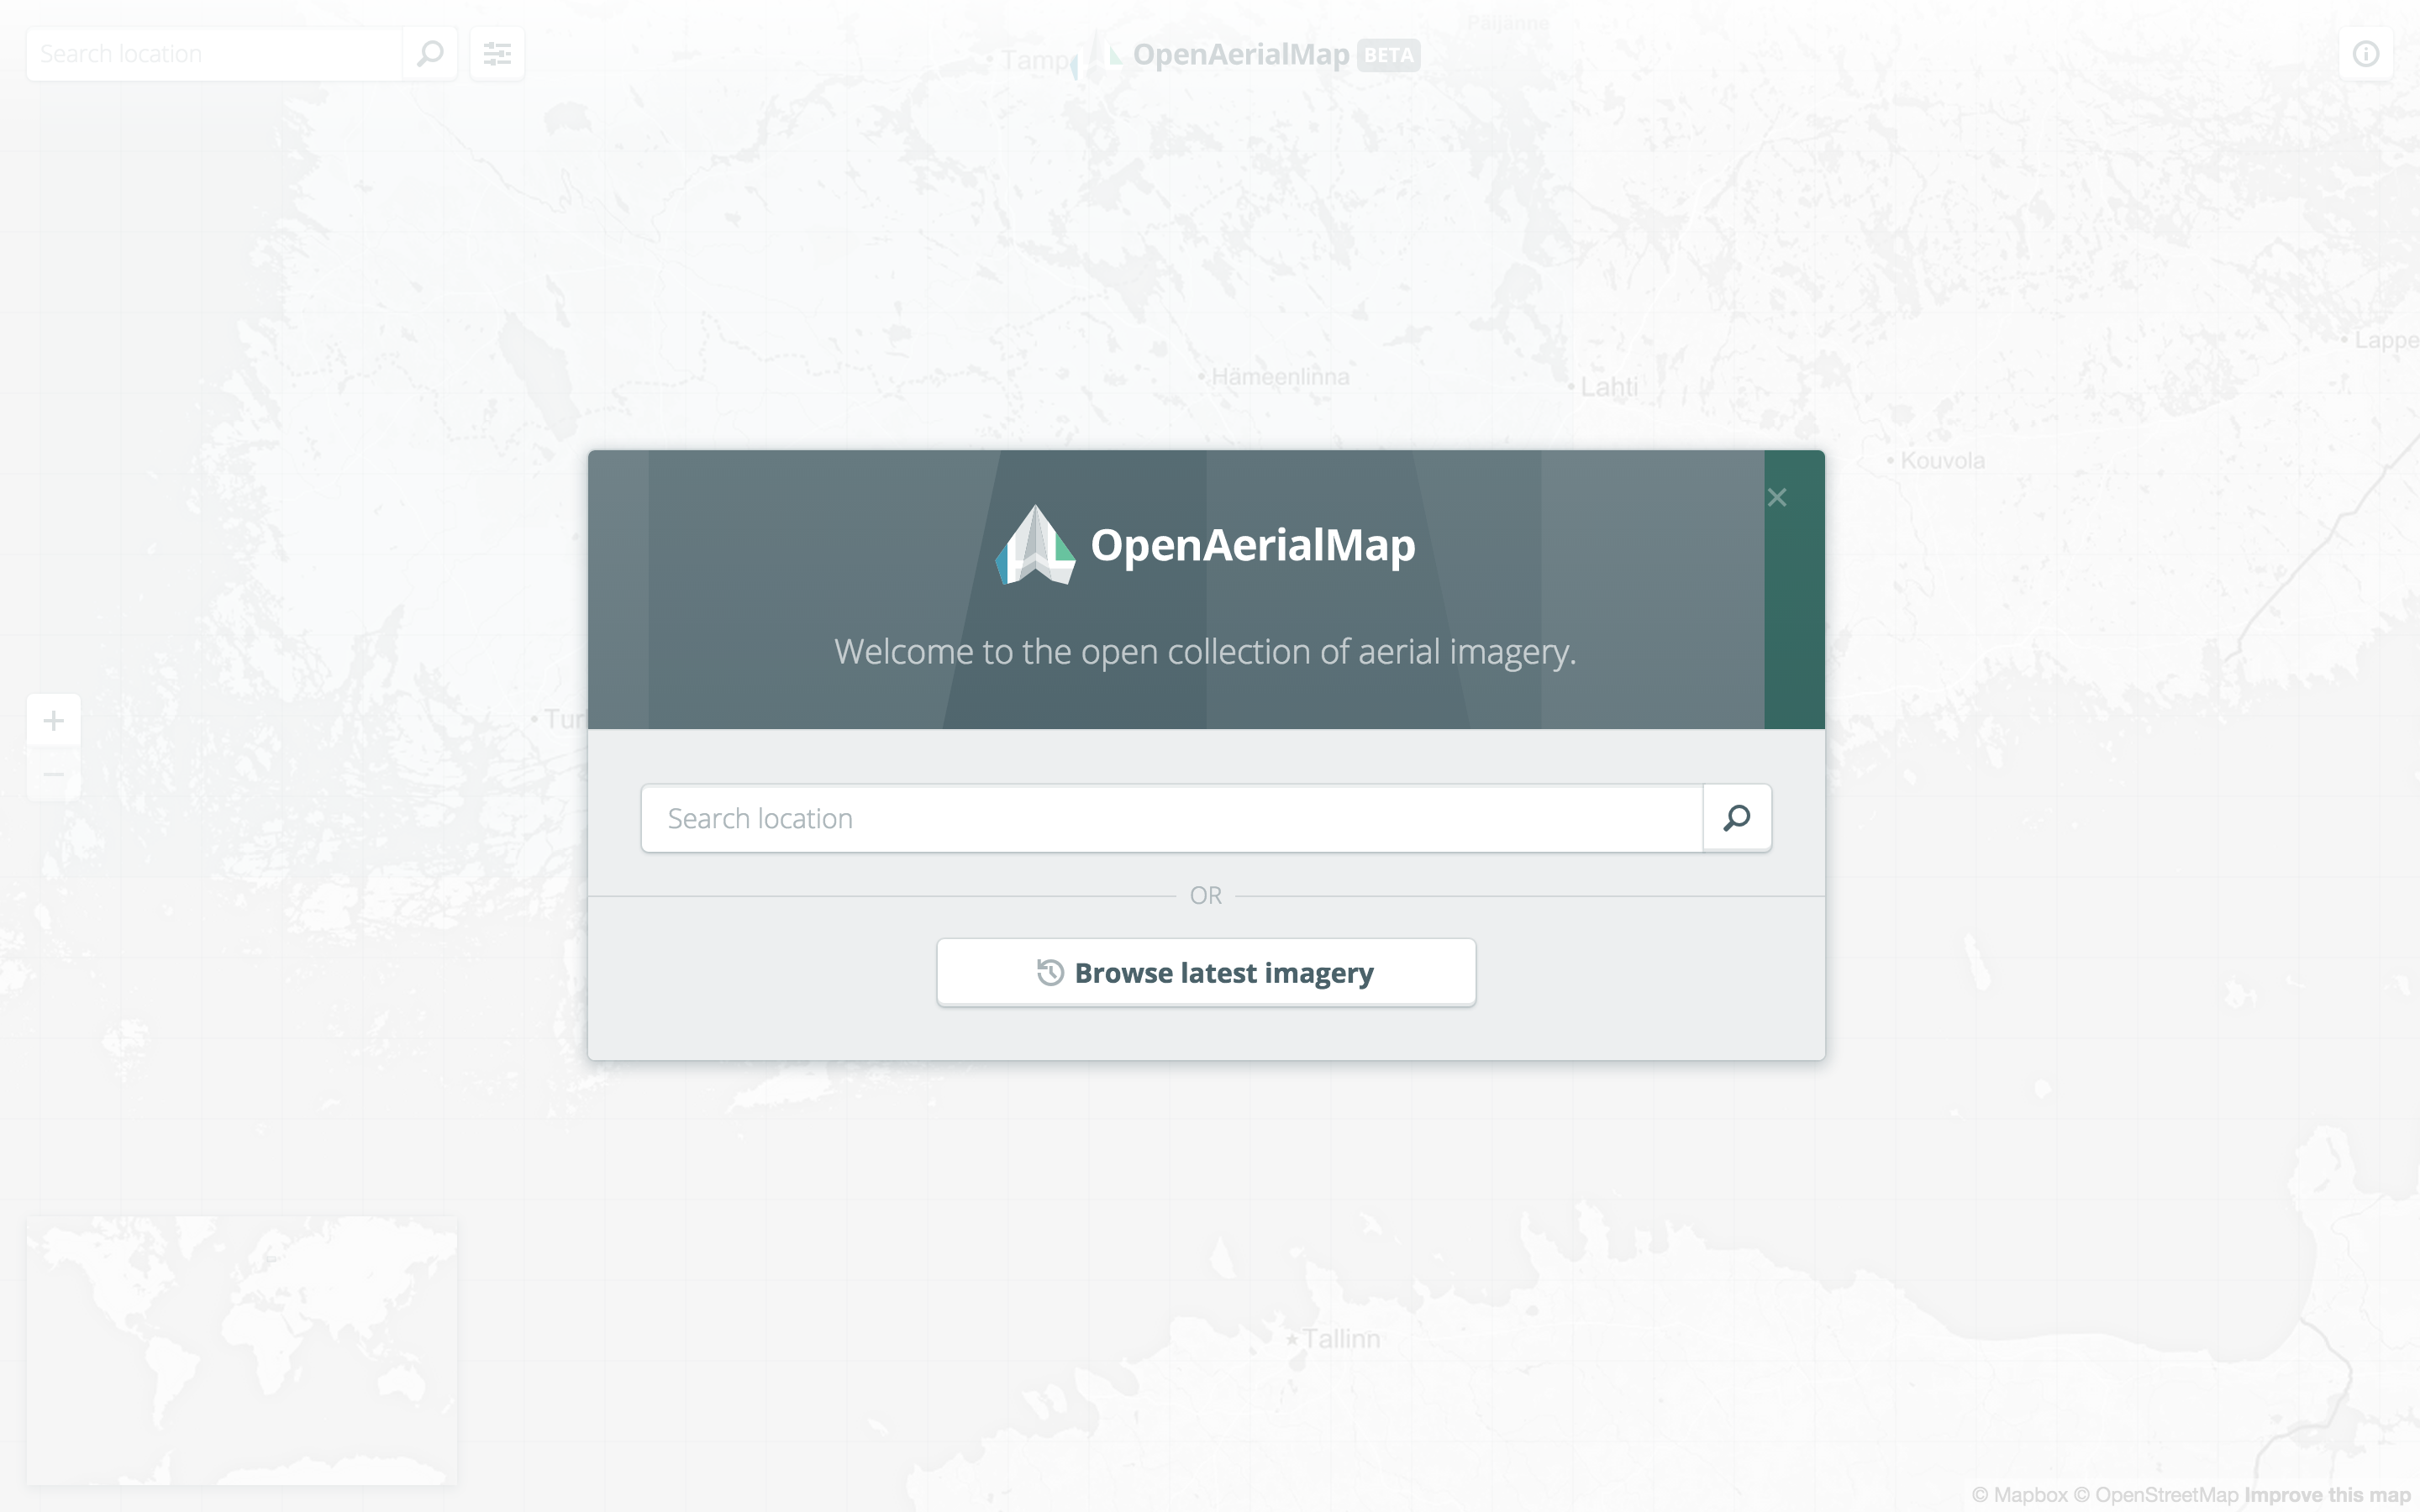 Päijänne
Search location
Tamp
OpenAerialMap BETA
Lappe
Hämeenlinna
Lahti
Kouvola
OpenAerialMap
Welcome to the open collection of aerial imagery.
Tur
Search location
OR
Browse latest imagery
Tallinn
© Mapbox © OpenStreetMap Improve this map